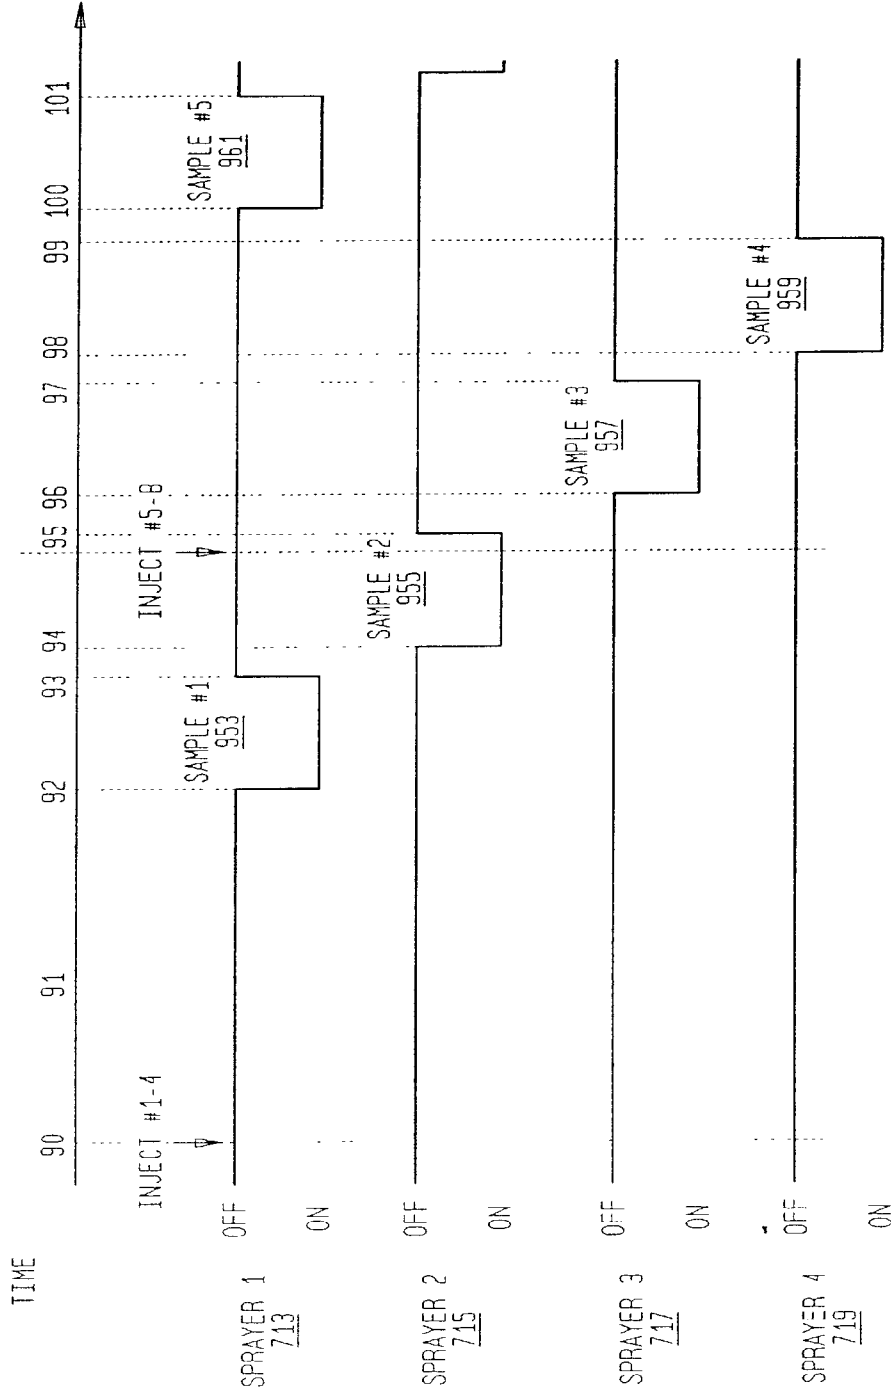 TIME
90
91
92
93
94
95
96
97
98
99
100
101
INJECT #1-4
INJECT #5-8
SPRAYER 1
713
OFF
ON
SAMPLE #1
953
SAMPLE #5
961
SPRAYER 2
715
OFF
ON
SAMPLE #2
955
SPRAYER 3
717
OFF
ON
SAMPLE #3
957
SPRAYER 4
719
OFF
ON
SAMPLE #4
959